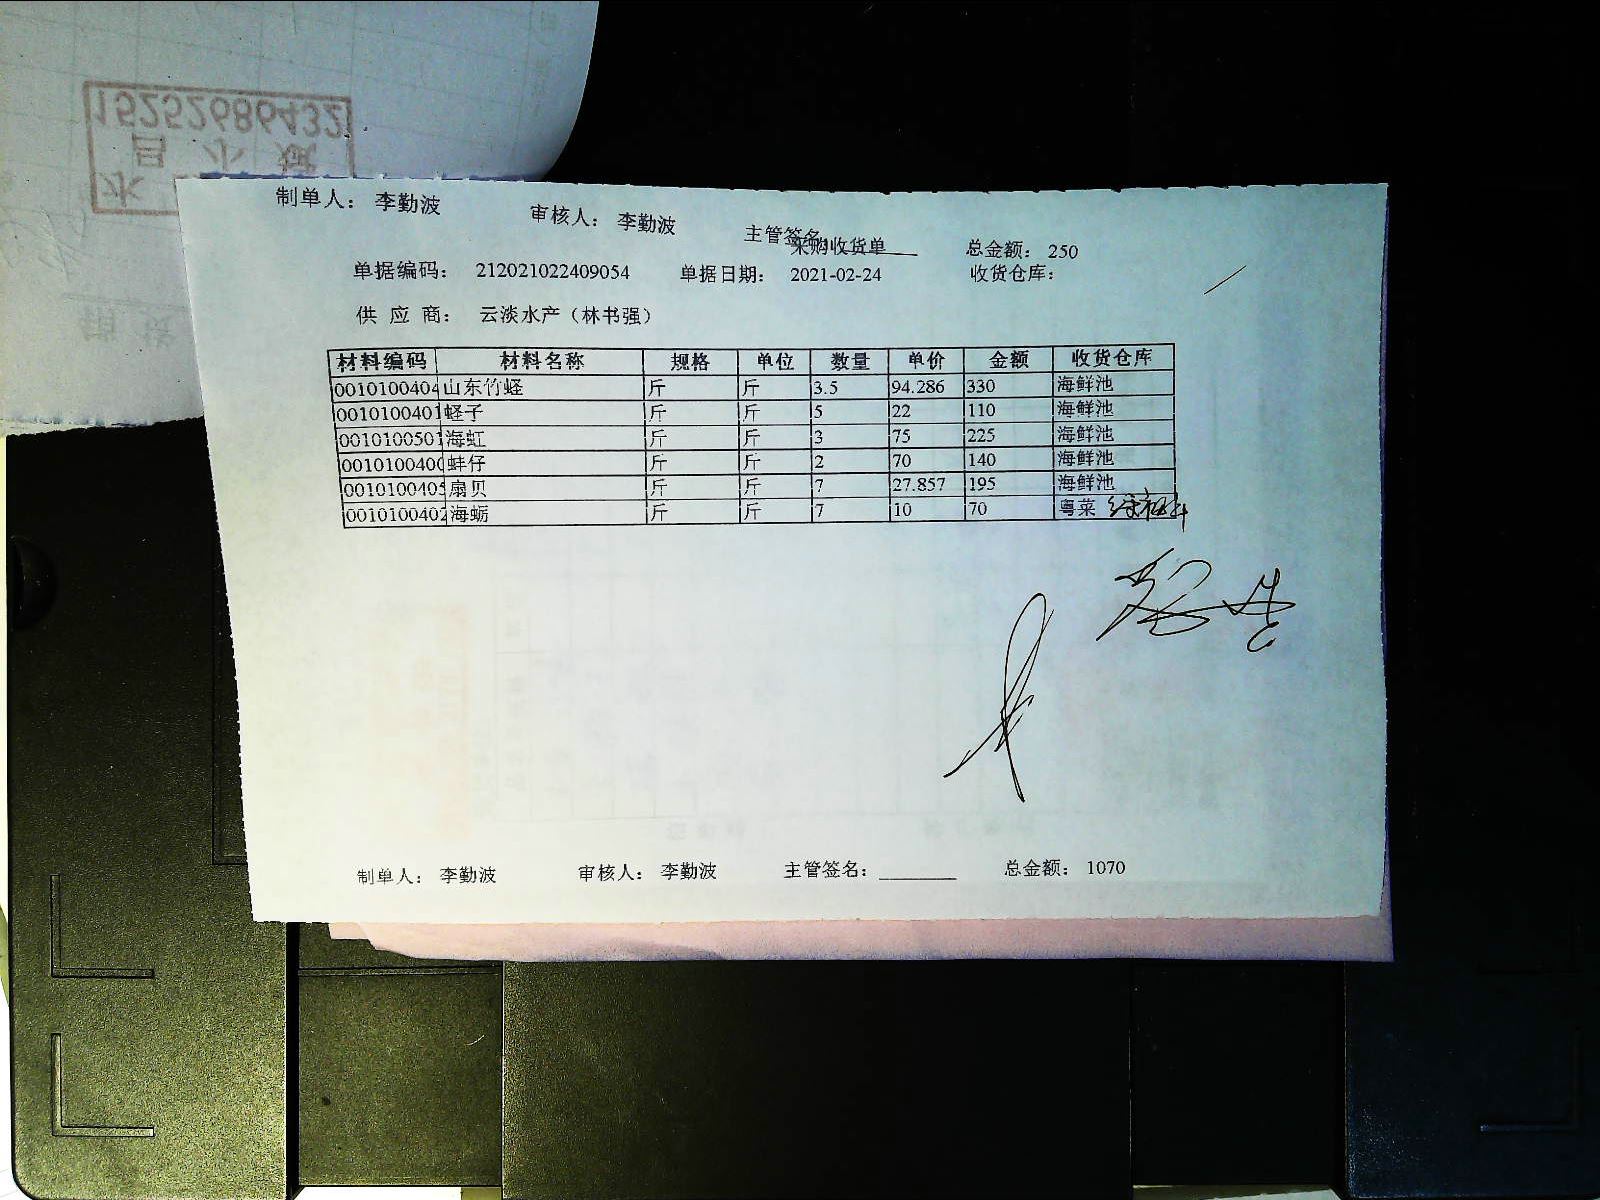 15252686432
制单人： 李勤波 审核人： 李勤波 主管签名 总金额： 250
采购收货单
单据编码： 212021022409054 单据日期： 2021-02-24 收货仓库：
供 应 商： 云淡水产（林书强）
材料编码 材料名称 规格 单位 数量 单价 金额 收货仓库
0010100404 山东竹蛏 斤 斤 3.5 94.286 330 海鲜池
0010100401 蛏子 斤 斤 5 22 110 海鲜池
0010100501 海虹 斤 斤 3 75 225 海鲜池
0010100400 蚌仔 斤 斤 2 70 140 海鲜池
0010100405 扇贝 斤 斤 7 27.857 195 海鲜池
0010100402 海蛎 斤 斤 7 10 70 粤菜
制单人： 李勤波 审核人： 李勤波 主管签名： 总金额： 1070